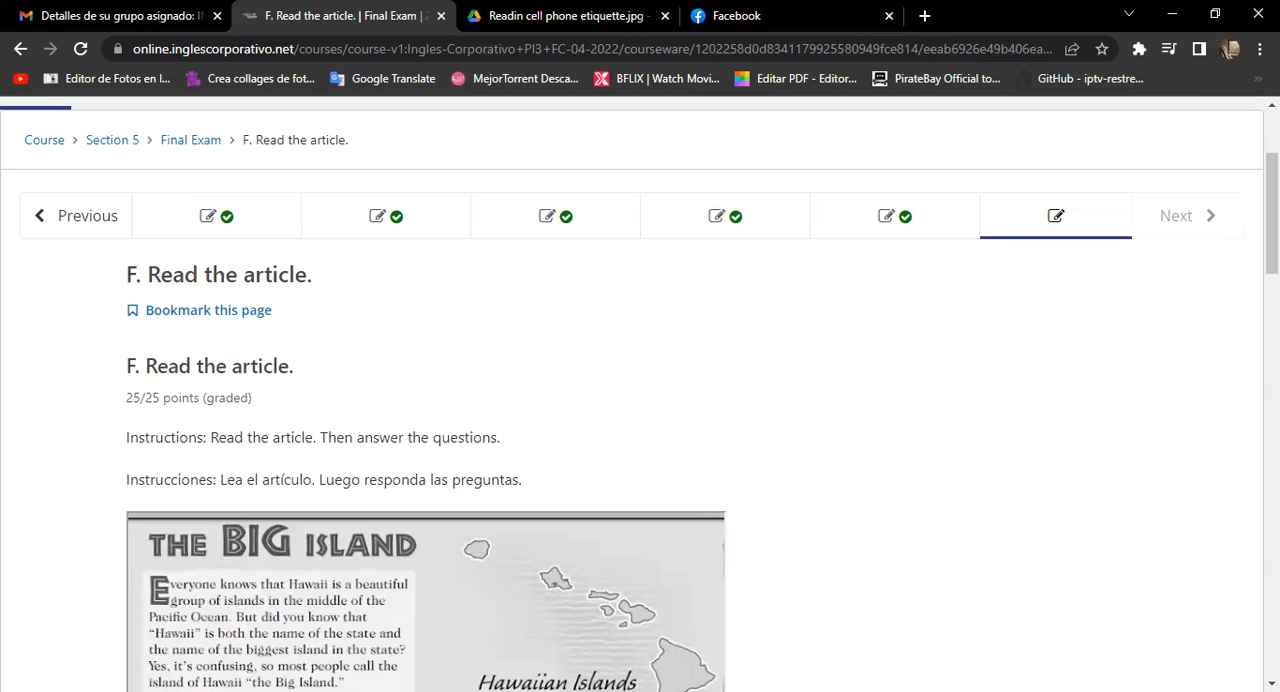 Detalles de su grupo asignado: I
F. Read the article. | Final Exam |
Readin cell phone etiquette.jpg -
Facebook
online.inglescorporativo.net/courses/course-v1:Ingles-Corporativo+PI3+FC-04-2022/courseware/1202258d0d8341179925580949fce814/eeab6926e49b406ea...
Editor de Fotos en l...
Crea collages de fot...
Google Translate
MejorTorrent Desca...
BFLIX | Watch Movi...
Editar PDF - Editor...
PirateBay Official to...
GitHub - iptv-restre...
Course > Section 5 > Final Exam > F. Read the article.
Previous
Next
F. Read the article.
Bookmark this page
F. Read the article.
25/25 points (graded)
Instructions: Read the article. Then answer the questions.
Instrucciones: Lea el artículo. Luego responda las preguntas.
THE BIG ISLAND
Everyone knows that Hawaii is a beautiful
group of islands in the middle of the
Pacific Ocean. But did you know that
“Hawaii” is both the name of the state and
the name of the biggest island in the state?
Yes, it’s confusing, so most people call the
island of Hawaii “the Big Island.”
Hawaiian Islands